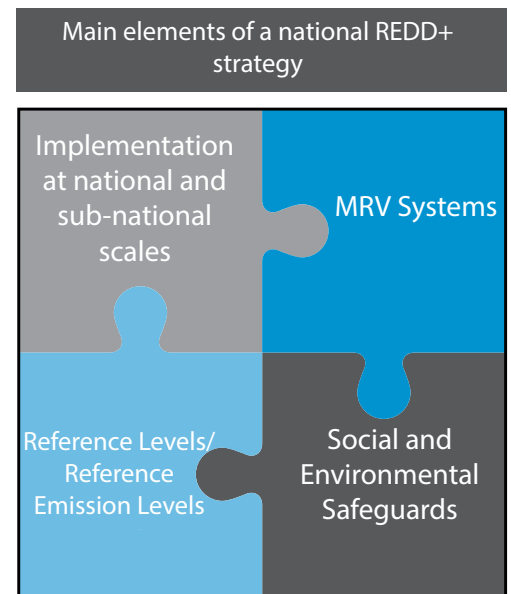 Main elements of a national REDD+
strategy
Implementation
at national and
sub-national
scales
MRV Systems
Reference Levels/
Reference
Emission Levels
Social and
Environmental
Safeguards